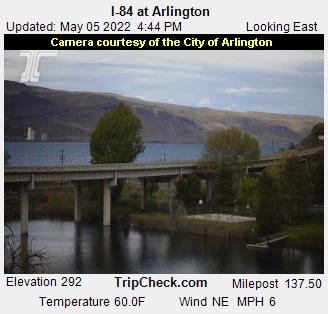 I-84 at Arlington
Updated: May 05 2022 4:44 PM Looking East
Camera courtesy of the City of Arlington
Elevation 292 TripCheck.com Milepost 137.50
Temperature 60.0F Wind NE MPH 6